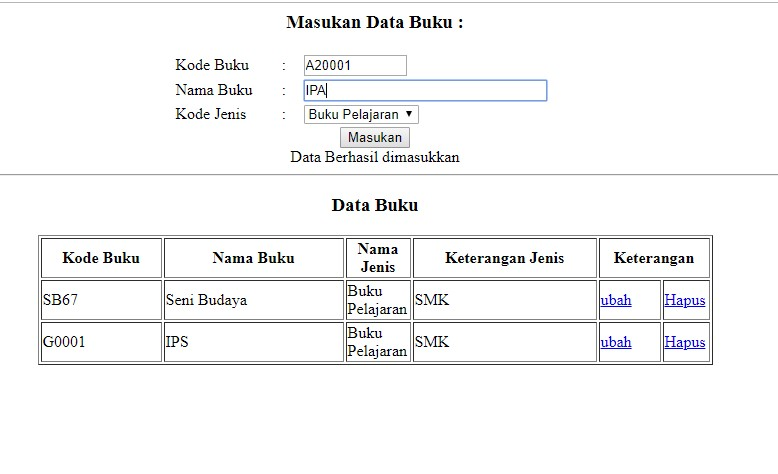 Masukan Data Buku :
Kode Buku : A20001
Nama Buku : IPA
Kode Jenis : Buku Pelajaran
Masukan
Data Berhasil dimasukkan
Data Buku
Kode Buku Nama Buku Nama Jenis Keterangan Jenis Keterangan
SB67 Seni Budaya Buku Pelajaran SMK ubah Hapus
G0001 IPS Buku Pelajaran SMK ubah Hapus